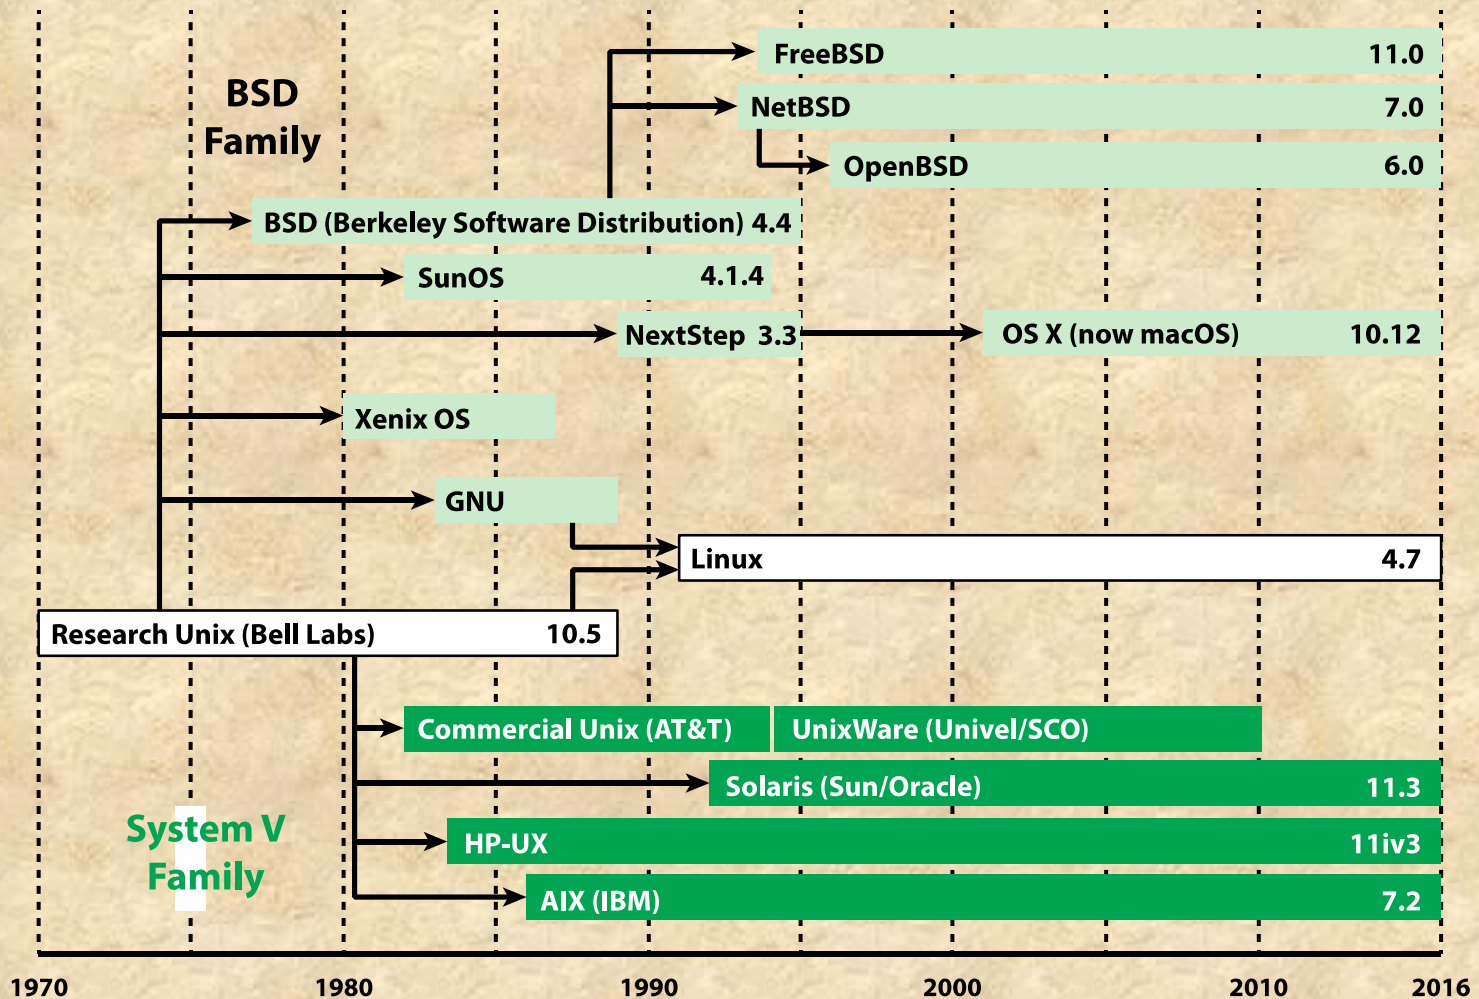 FreeBSD 11.0
BSD
Family
NetBSD 7.0
OpenBSD 6.0
BSD (Berkeley Software Distribution) 4.4
SunOS 4.1.4
NextStep 3.3
OS X (now macOS) 10.12
Xenix OS
GNU
Linux 4.7
Research Unix (Bell Labs) 10.5
Commercial Unix (AT&T)
UnixWare (Univel/SCO)
Solaris (Sun/Oracle) 11.3
System V
Family
HP-UX 11iv3
AIX (IBM) 7.2
1970 1980 1990 2000 2010 2016